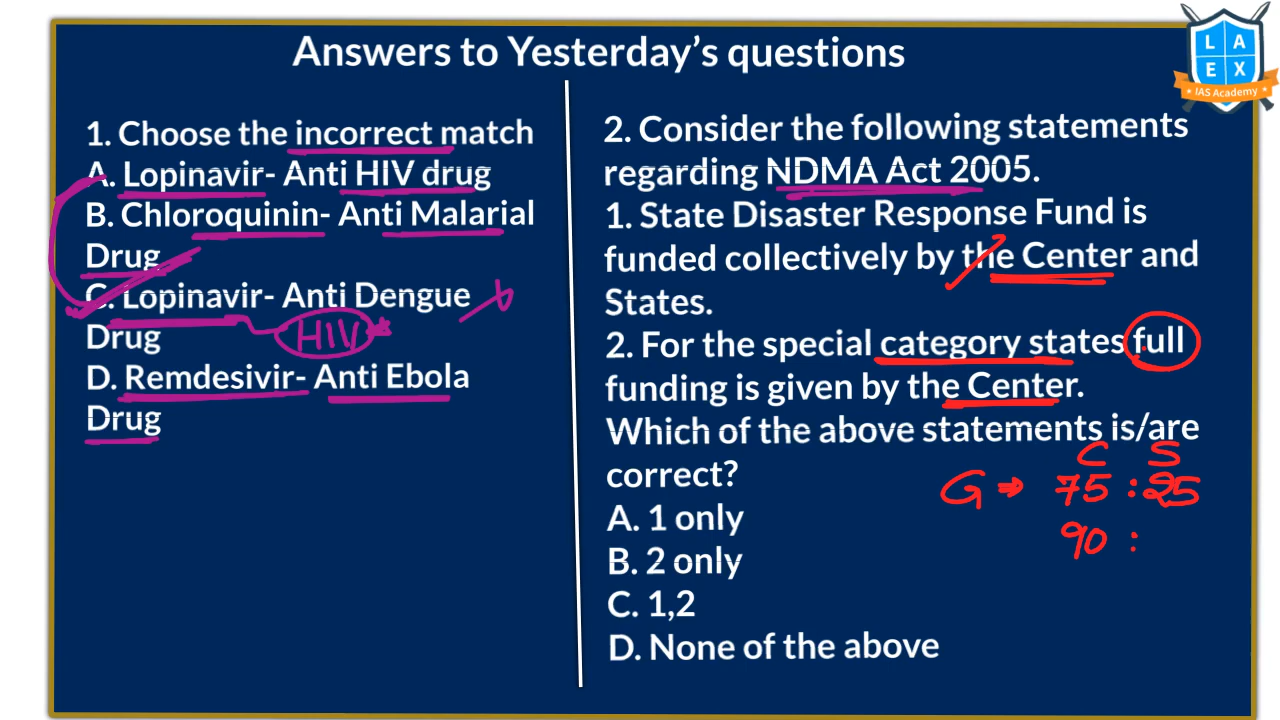 Answers to Yesterday's questions
L A
E X
IAS Academy
1. Choose the incorrect match
A. Lopinavir- Anti HIV drug
B. Chloroquinin- Anti Malarial
Drug
C. Lopinavir- Anti Dengue
Drug
HIV
D. Remdesivir- Anti Ebola
Drug
2. Consider the following statements
regarding NDMA Act 2005.
1. State Disaster Response Fund is
funded collectively by the Center and
States.
2. For the special category states full
funding is given by the Center.
Which of the above statements is/are
correct?
C S
G ⇒ 75 : 25
90 :
A. 1 only
B. 2 only
C. 1,2
D. None of the above